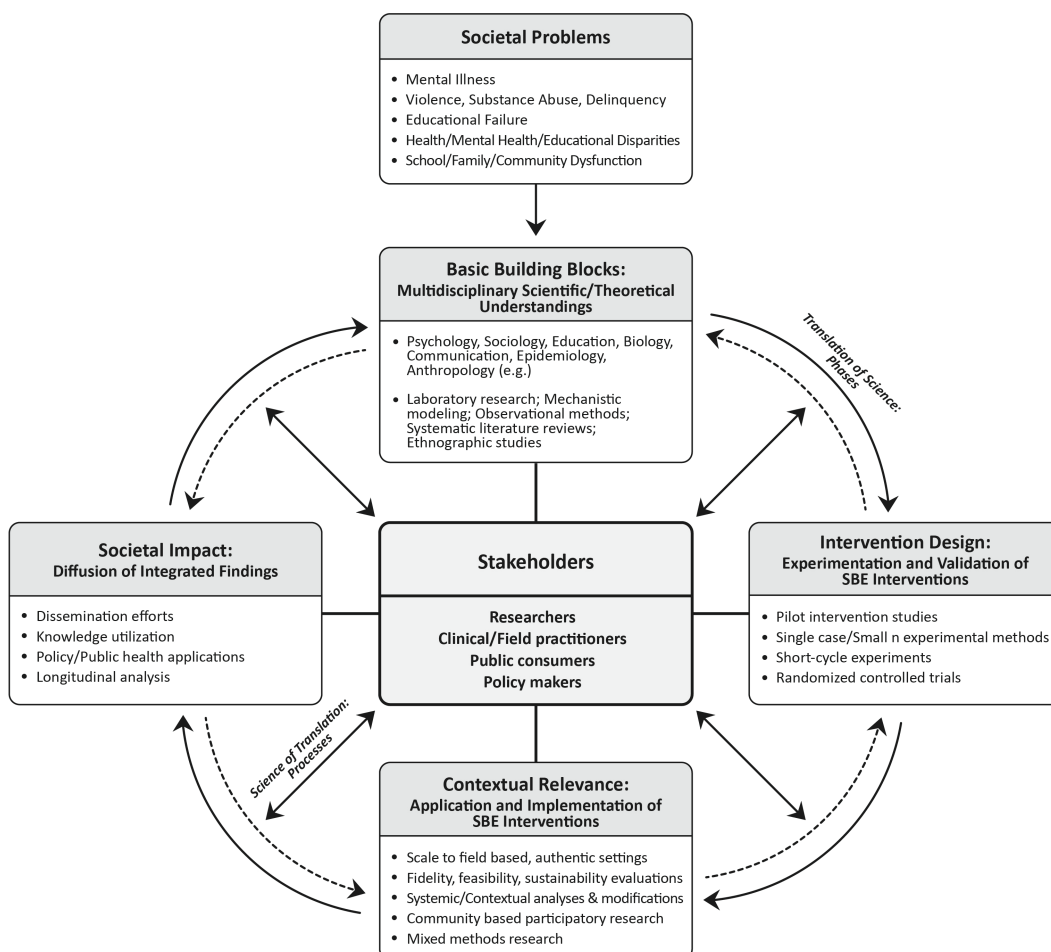 Societal Problems
• Mental Illness
• Violence, Substance Abuse, Delinquency
• Educational Failure
• Health/Mental Health/Educational Disparities
• School/Family/Community Dysfunction
Basic Building Blocks:
Multidisciplinary Scientific/Theoretical
Understandings
• Psychology, Sociology, Education, Biology,
Communication, Epidemiology,
Anthropology (e.g.)
• Laboratory research; Mechanistic
modeling; Observational methods;
Systematic literature reviews;
Ethnographic studies
Translation of Science:
Phases
Societal Impact:
Diffusion of Integrated Findings
• Dissemination efforts
• Knowledge utilization
• Policy/Public health applications
• Longitudinal analysis
Stakeholders
Researchers
Clinical/Field practitioners
Public consumers
Policy makers
Intervention Design:
Experimentation and Validation of
SBE Interventions
• Pilot intervention studies
• Single case/Small n experimental methods
• Short-cycle experiments
• Randomized controlled trials
Science of Translation:
Processes
Contextual Relevance:
Application and Implementation of
SBE Interventions
• Scale to field based, authentic settings
• Fidelity, feasibility, sustainability evaluations
• Systemic/Contextual analyses & modifications
• Community based participatory research
• Mixed methods research